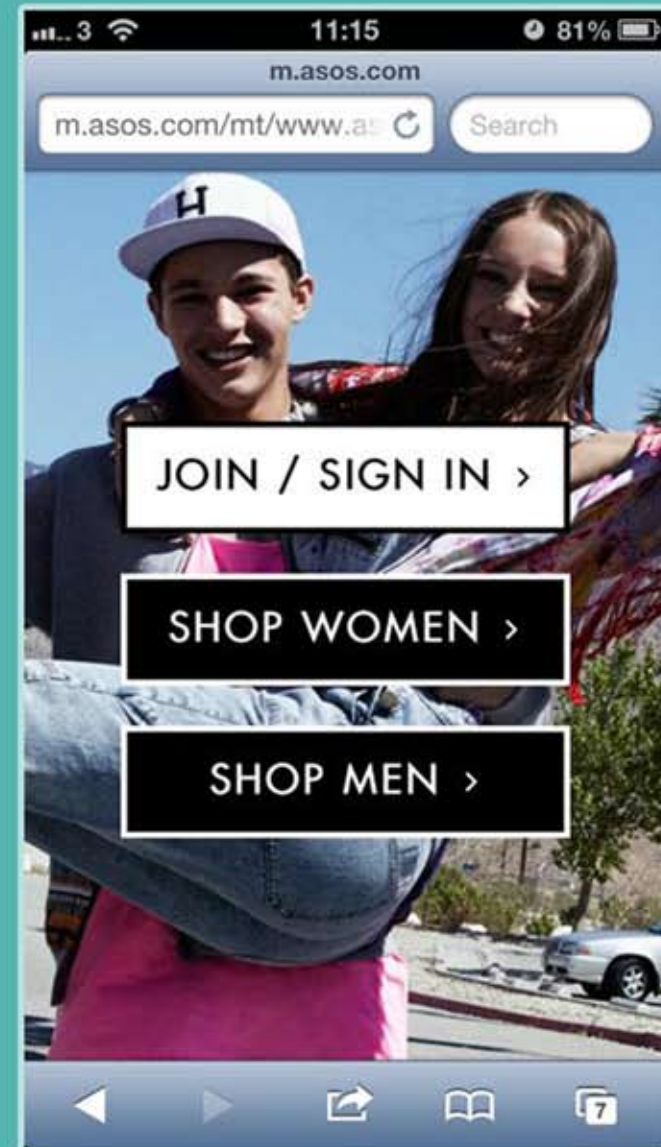 3 11:15 81%
m.asos.com
m.asos.com/mt/www.as Search
H
JOIN / SIGN IN ›
SHOP WOMEN ›
SHOP MEN ›
7